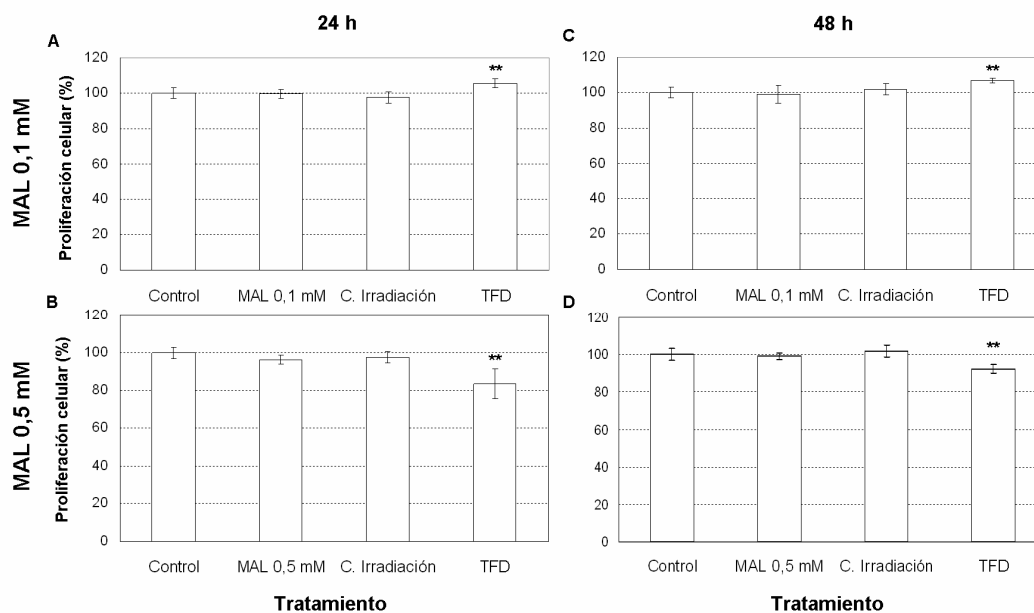 24 h
48 h
MAL 0,1 mM
A
Proliferación celular (%)
120
100
80
60
40
20
0
**
Control
MAL 0,1 mM
C. Irradiación
TFD
C
120
100
80
60
40
20
0
**
Control
MAL 0,1 mM
C. Irradiación
TFD
MAL 0,5 mM
B
Proliferación celular (%)
120
100
80
60
40
20
0
**
Control
MAL 0,5 mM
C. Irradiación
TFD
Tratamiento
D
120
100
80
60
40
20
0
**
Control
MAL 0,5 mM
C. Irradiación
TFD
Tratamiento